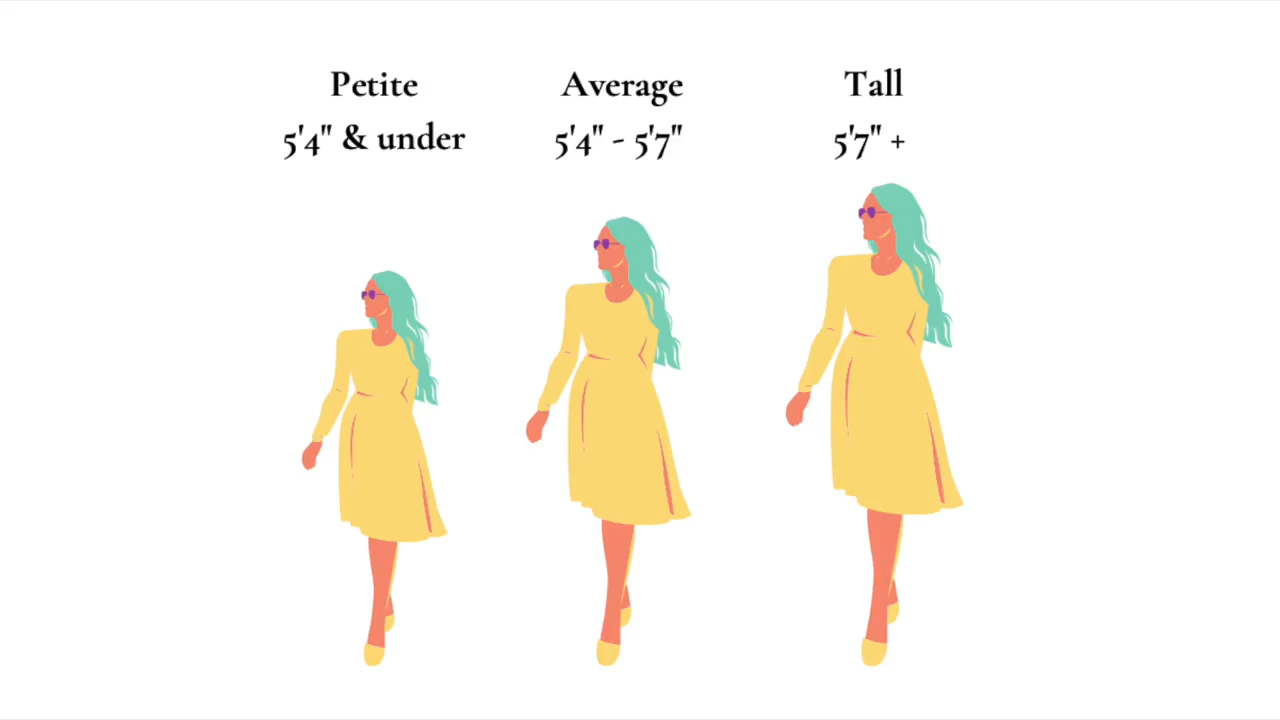 Petite
5'4" & under
Average
5'4" - 5'7"
Tall
5'7" +